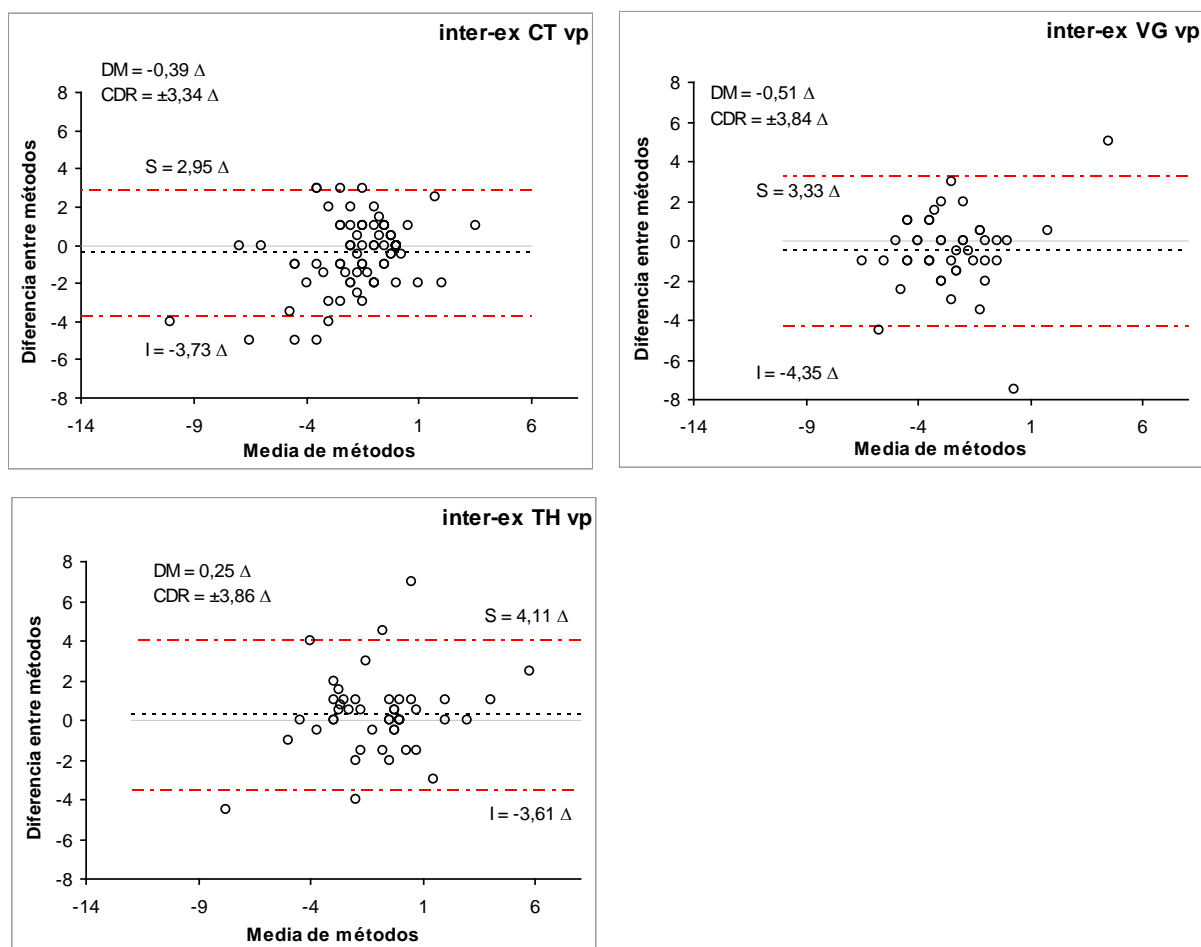 inter-ex CT vp
DM = -0,39 Δ
CDR = ±3,34 Δ
S = 2,95 Δ
I = -3,73 Δ
8
6
4
2
0
-2
-4
-6
-8
-14
-9
-4
1
6
Diferencia entre métodos
Media de métodos
inter-ex VG vp
DM = -0,51 Δ
CDR = ±3,84 Δ
S = 3,33 Δ
I = -4,35 Δ
8
6
4
2
0
-2
-4
-6
-8
-14
-9
-4
1
6
Diferencia entre métodos
Media de métodos
inter-ex TH vp
DM = 0,25 Δ
CDR = ±3,86 Δ
S = 4,11 Δ
I = -3,61 Δ
8
6
4
2
0
-2
-4
-6
-8
-14
-9
-4
1
6
Diferencia entre métodos
Media de métodos